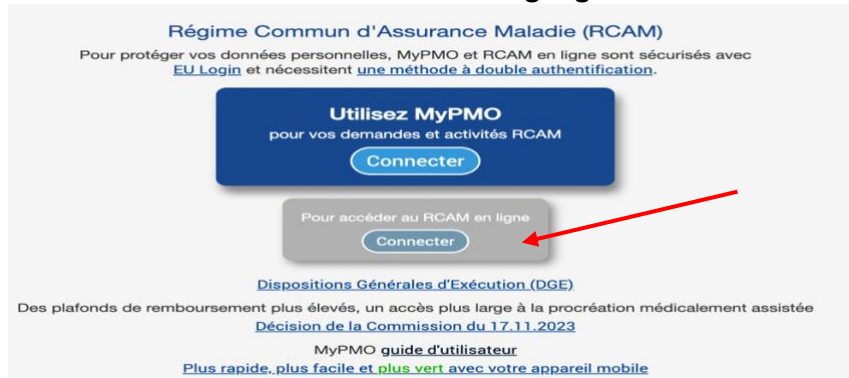 Régime Commun d'Assurance Maladie (RCAM)
Pour protéger vos données personnelles, MyPMO et RCAM en ligne sont sécurisés avec
EU Login et nécessitent une méthode à double authentification.
Utilisez MyPMO
pour vos demandes et activités RCAM
Connecter
Pour accéder au RCAM en ligne
Connecter
Dispositions Générales d'Exécution (DGE)
Des plafonds de remboursement plus élevés, un accès plus large à la procréation médicalement assistée
Décision de la Commission du 17.11.2023
MyPMO guide d'utilisateur
Plus rapide, plus facile et plus vert avec votre appareil mobile